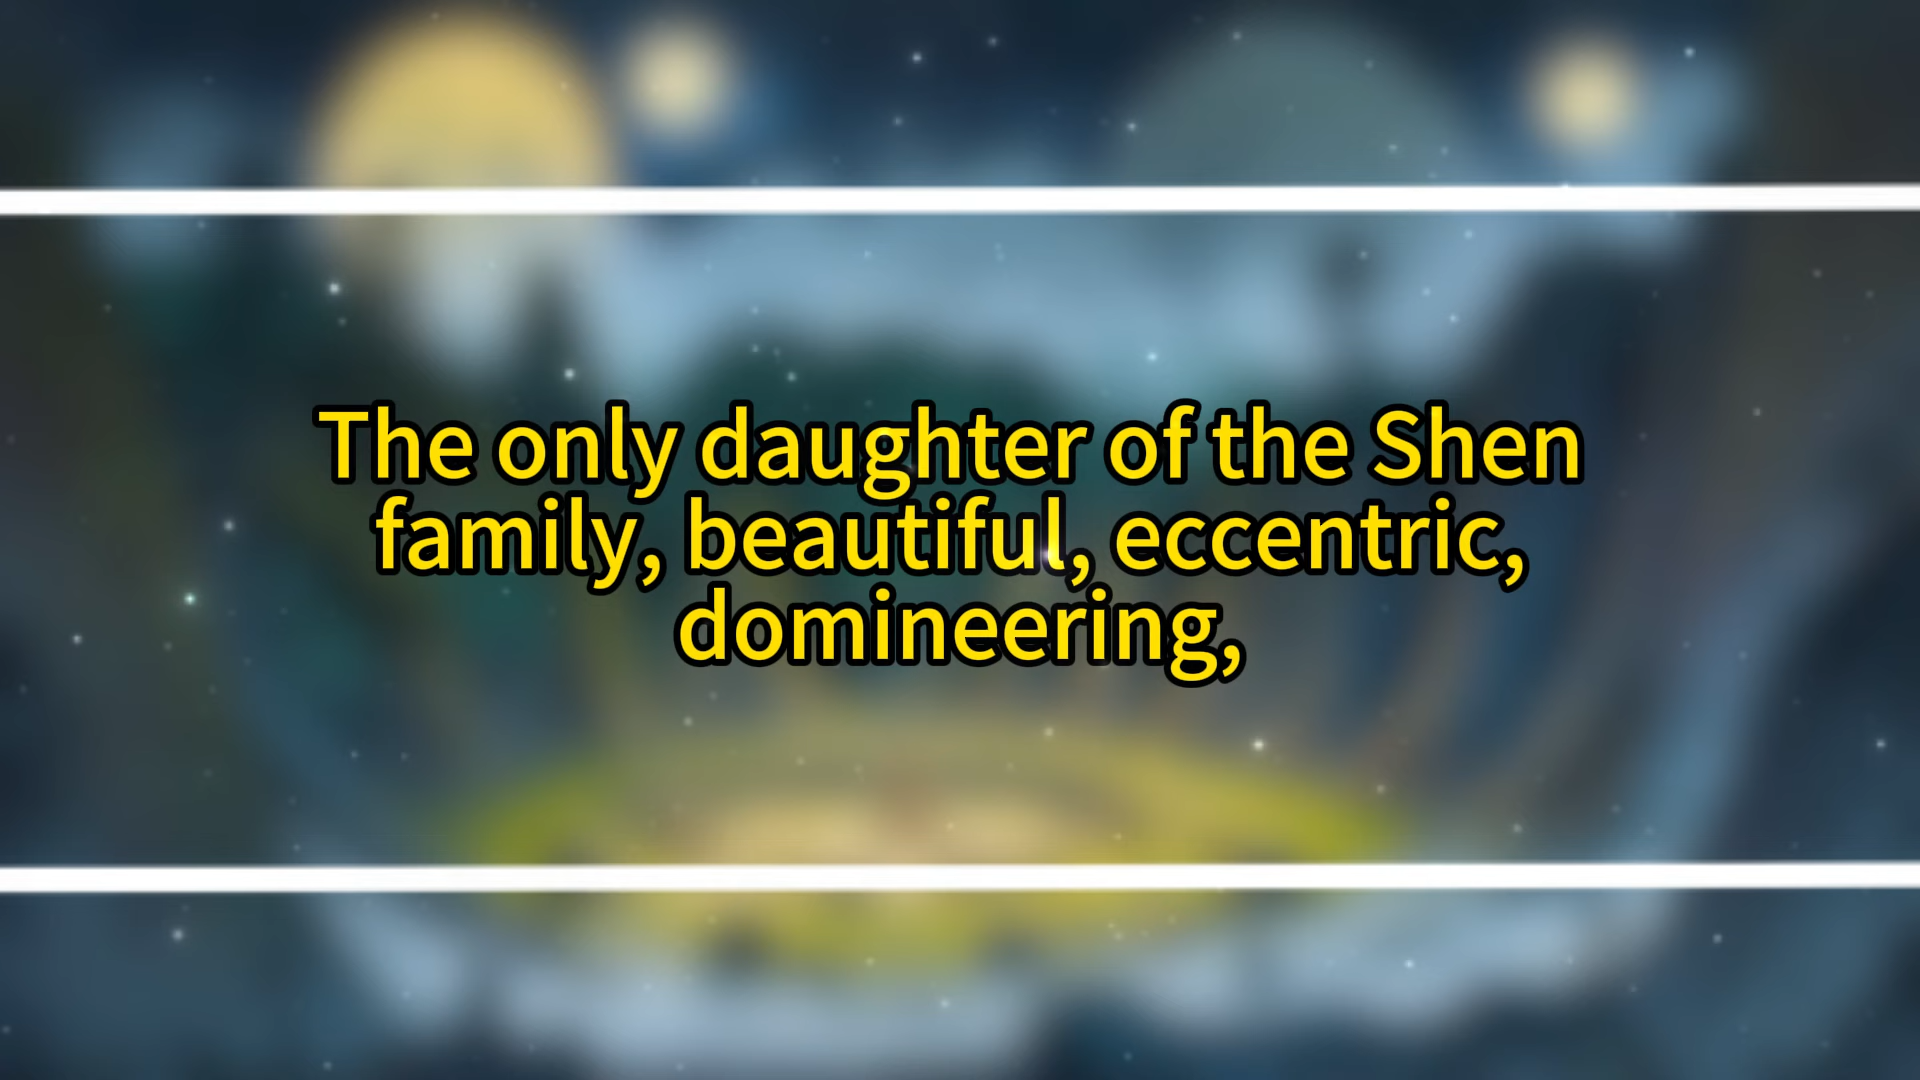 The only daughter of the Shen
family, beautiful, eccentric,
domineering,